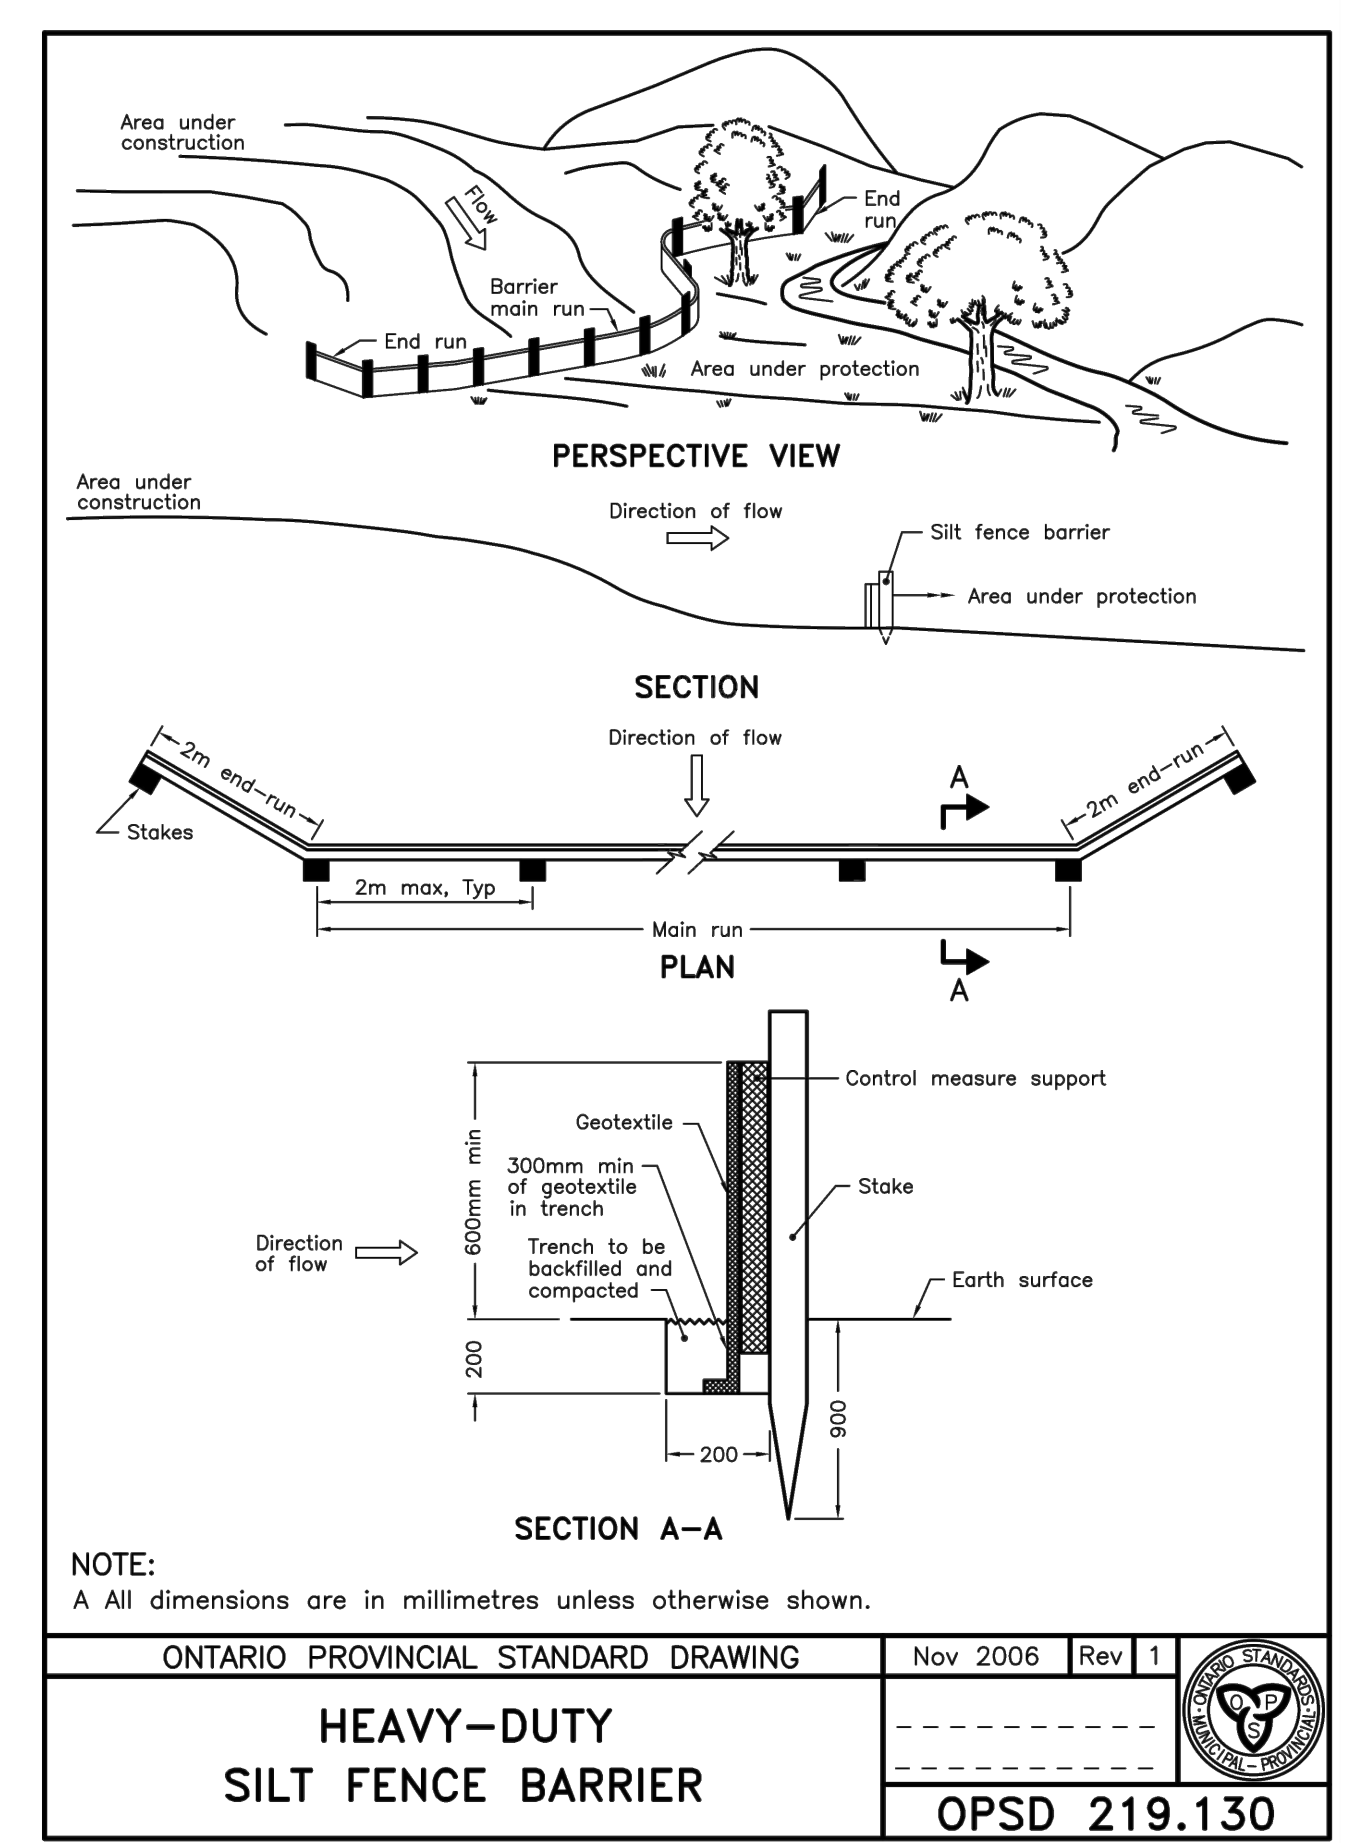 Area under
construction
Flow
End
run
Barrier
main run
End run
Area under protection
PERSPECTIVE VIEW
Area under
construction
Direction of flow
Silt fence barrier
Area under protection
SECTION
Direction of flow
2m end-run
2m end-run
A
Stakes
2m max, Typ
Main run
PLAN
A
Control measure support
Geotextile
600mm min
300mm min
of geotextile
in trench
Stake
Direction
of flow
Trench to be
backfilled and
compacted
Earth surface
200
900
200
SECTION A-A
NOTE:
A All dimensions are in millimetres unless otherwise shown.
ONTARIO PROVINCIAL STANDARD DRAWING
Nov 2006
Rev
1
HEAVY-DUTY
SILT FENCE BARRIER
ONTARIO STANDARDS
MUNICIPAL - PROVINCIAL
O P
S
OPSD 219.130